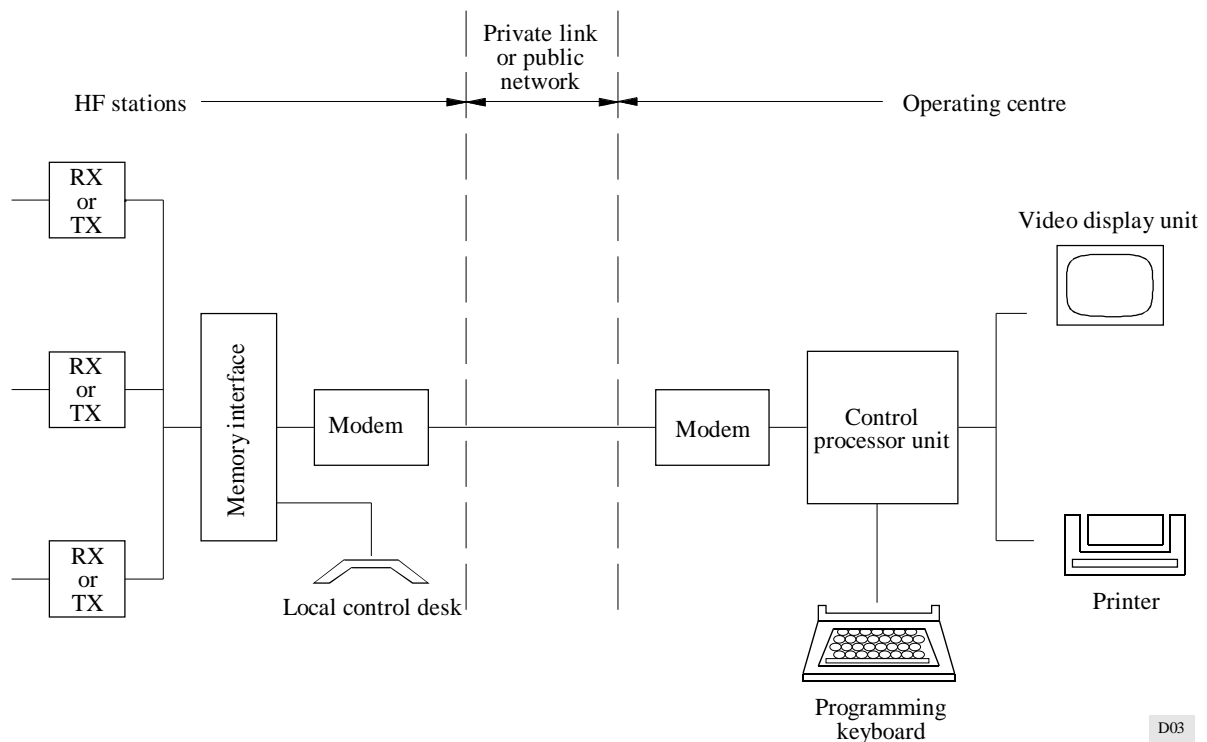 Private link
or public
network
HF stations
Operating centre
RX
or
TX
Video display unit
RX
or
TX
Memory interface
Modem
Modem
Control
processor unit
RX
or
TX
Local control desk
Printer
Programming
keyboard
D03